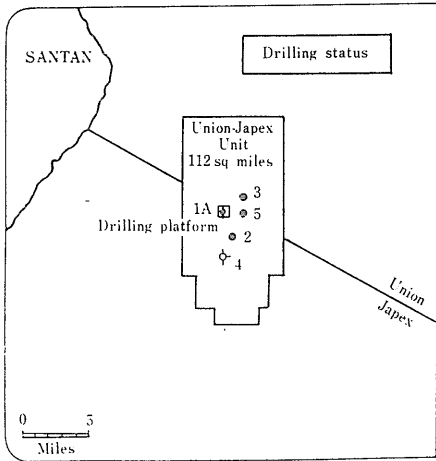 SANTAN
Drilling status
Union-Japex
Unit
112 sq miles
3
1A
5
Drilling platform
2
4
Union
Japex
0 5
Miles